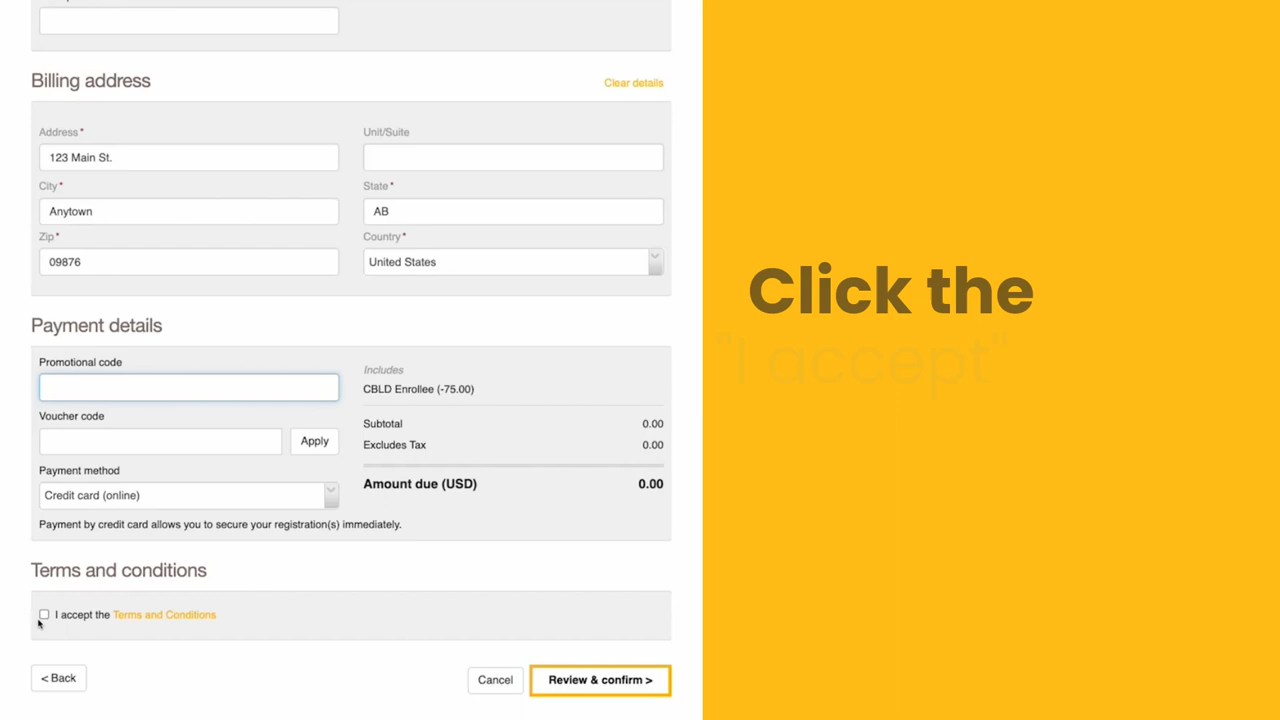 Billing address
Clear details
Address*
Unit/Suite
123 Main St.
City*
State*
Anytown
AB
Zip*
Country*
09876
United States
Payment details
Promotional code
Includes
CBLD Enrollee (-75.00)
Voucher code
Subtotal 0.00
Apply
Excludes Tax 0.00
Payment method
Amount due (USD) 0.00
Credit card (online)
Payment by credit card allows you to secure your registration(s) immediately.
Terms and conditions
I accept the Terms and Conditions
< Back
Cancel
Review & confirm >
Click the
"I accept"